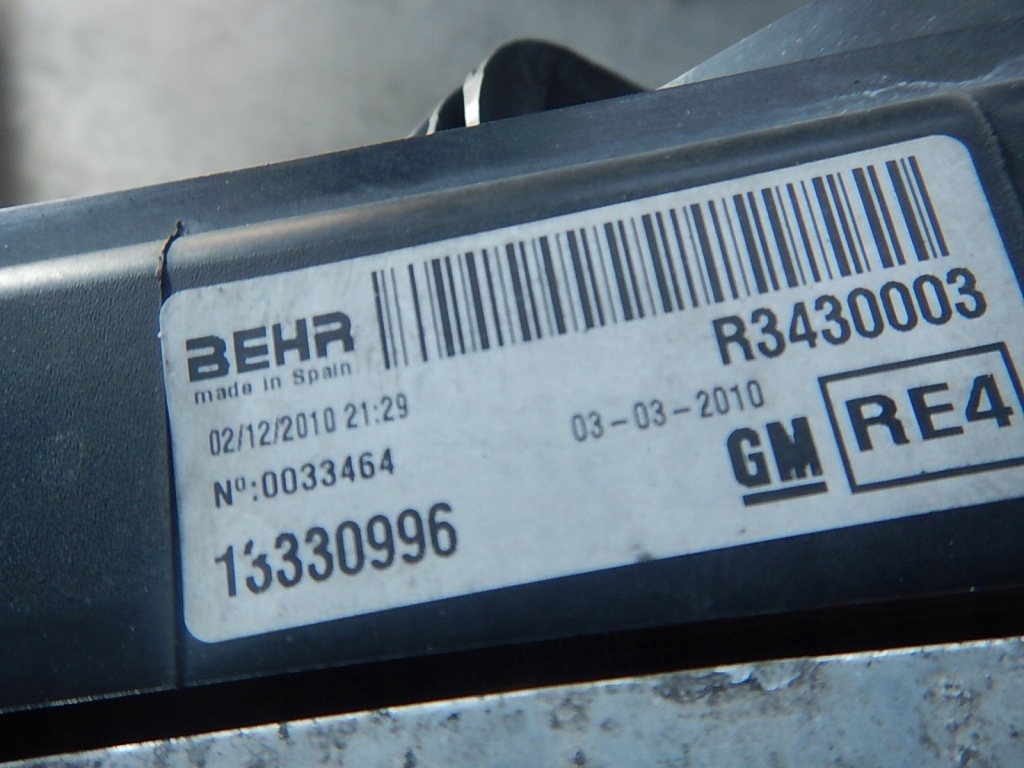 BEHR
made in Spain
R3430003
02/12/2010 21:29
03-03-2010
Nº:0033464
GM
RE4
13330996